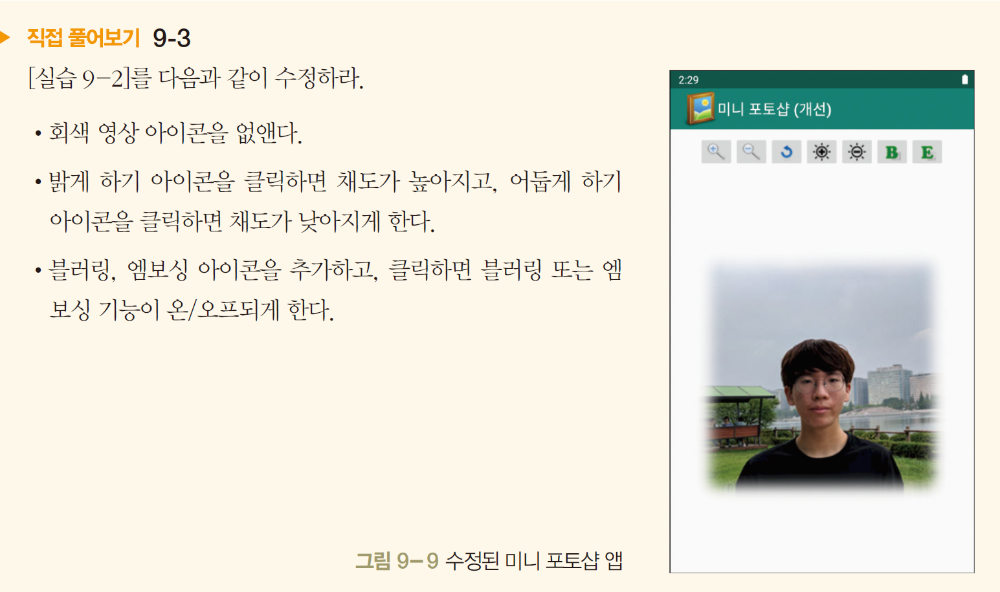 직접 풀어보기 9-3
[실습 9-2]를 다음과 같이 수정하라.
• 회색 영상 아이콘을 없앤다.
• 밝게 하기 아이콘을 클릭하면 채도가 높아지고, 어둡게 하기
아이콘을 클릭하면 채도가 낮아지게 한다.
• 블러링, 엠보싱 아이콘을 추가하고, 클릭하면 블러링 또는 엠
보싱 기능이 온/오프되게 한다.
2:29
미니 포토샵 (개선)
B E
그림 9-9 수정된 미니 포토샵 앱